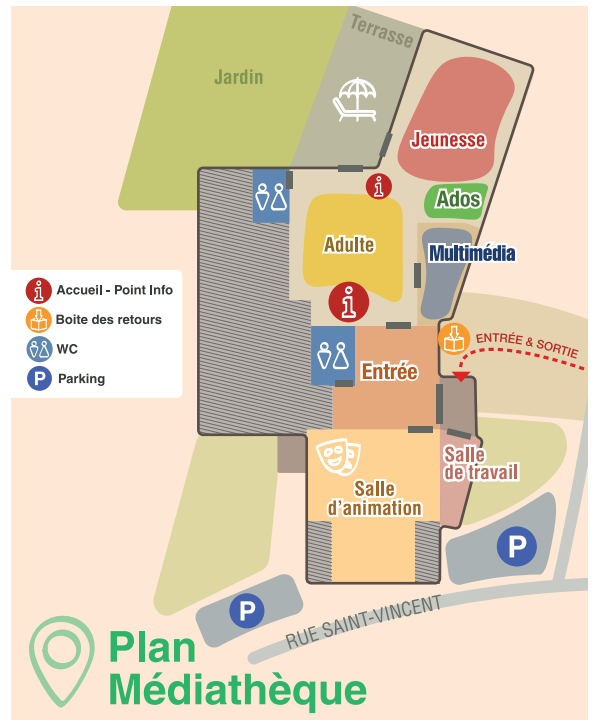 Terrasse
Jardin
Jeunesse
Ados
Adulte
Multimédia
Accueil - Point Info
Boite des retours
WC
P
Parking
ENTRÉE & SORTIE
Entrée
Salle
de travail
Salle
d'animation
P
P
RUE SAINT-VINCENT
Plan
Médiathèque